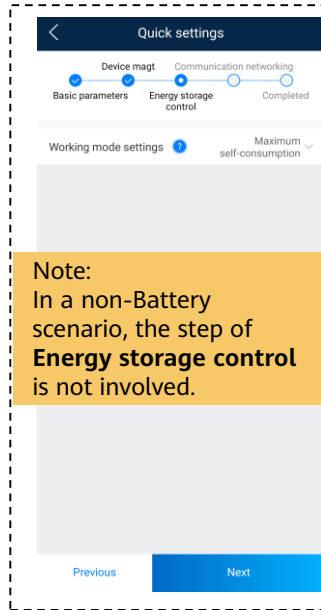 Quick settings
Device magt Communication networking
Basic parameters Energy storage control Completed
Working mode settings ? Maximum self-consumption
Note:
In a non-Battery
scenario, the step of
Energy storage control
is not involved.
Previous Next